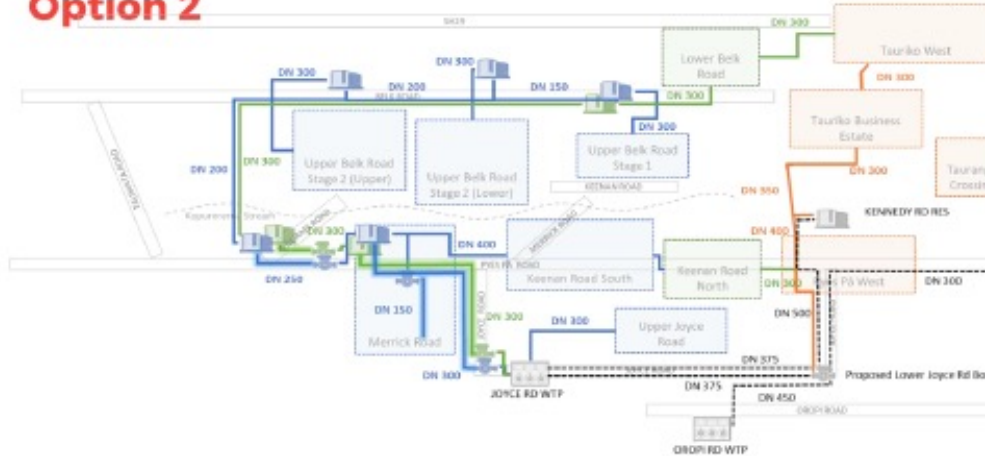 Option 2
SH29
DN 300
Tauriko West
Lower Belk
Road
DN 300
DN 300
DN 300
DN 200
DN 150
BELK ROAD
DN 300
DN 300
Tauriko Business
Estate
Upper Belk Road
Stage 2 (Upper)
Upper Belk Road
Stage 2 (Lower)
Upper Belk Road
Stage 1
DN 200
DN 300
DN 300
KEENAN ROAD
DN 350
KENNEDY RD RES
DN 300
DN 400
DN 400
MERRICK ROAD
Keenan Road South
Keenan Road
North
DN 300
Pā West
DN 300
DN 250
DN 150
Merrick Road
DN 300
DN 300
Upper Joyce
Road
DN 500
DN 300
JOYCE RD WTP
DN 375
DN 375
Proposed Lower Joyce Rd
DN 450
OROPI ROAD
OROPI RD WTP